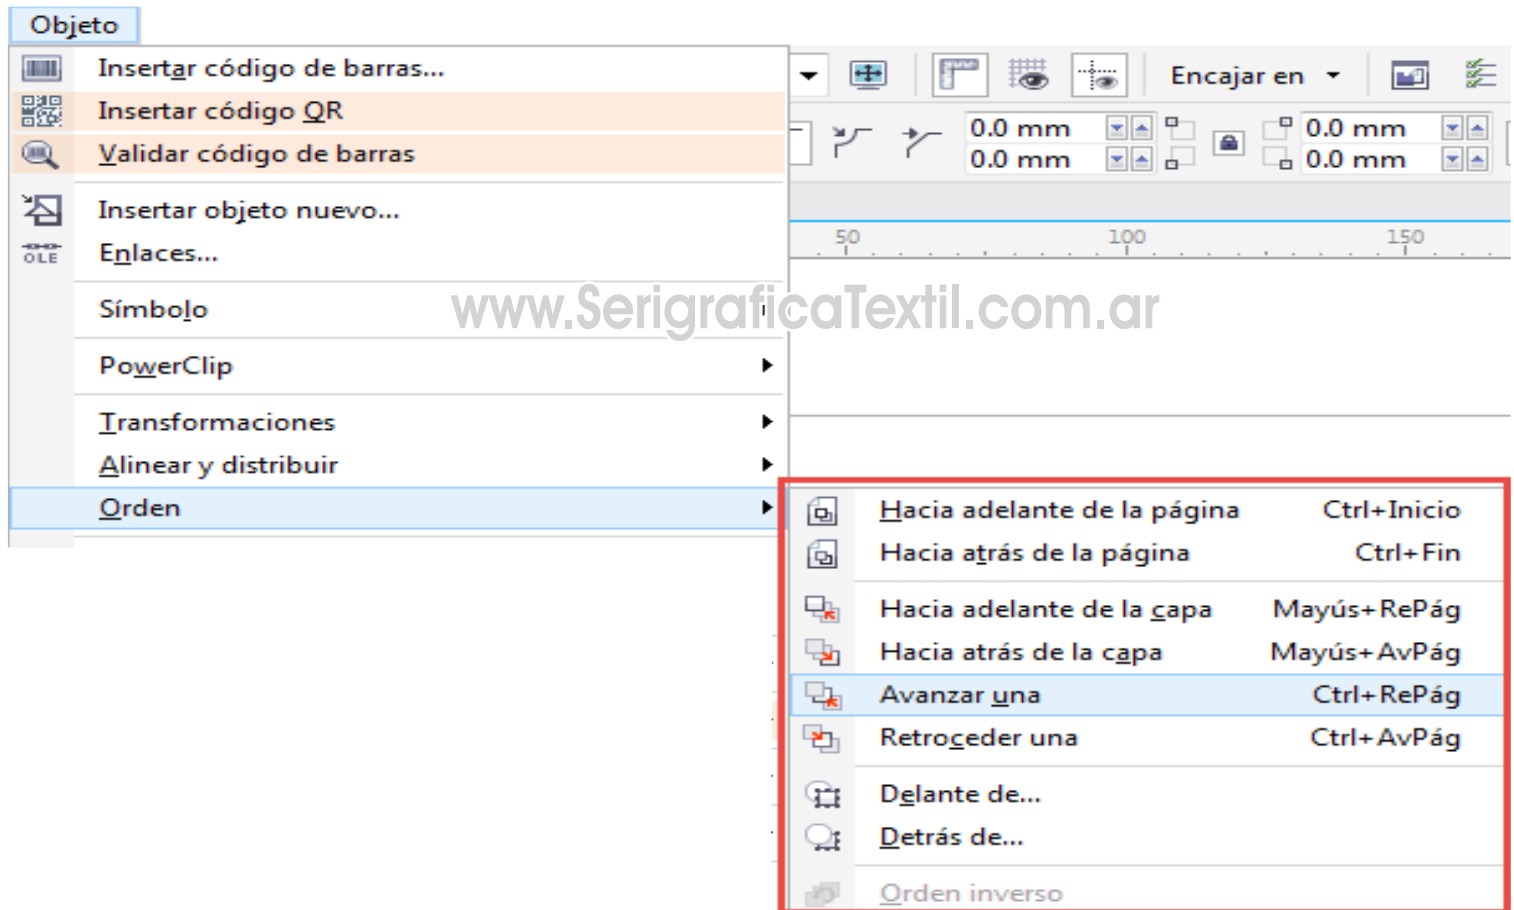 Objeto
Insertar código de barras...
Insertar código QR
Validar código de barras
Insertar objeto nuevo...
OLE
Enlaces...
Símbolo
PowerClip
Transformaciones
Alinear y distribuir
Orden
Encajar en
0.0 mm
0.0 mm
0.0 mm
0.0 mm
50 100 150
www.SerigraficaTextil.com.ar
Hacia adelante de la página Ctrl+Inicio
Hacia atrás de la página Ctrl+Fin
Hacia adelante de la capa Mayús+RePág
Hacia atrás de la capa Mayús+AvPág
Avanzar una Ctrl+RePág
Retroceder una Ctrl+AvPág
Delante de...
Detrás de...
Orden inverso